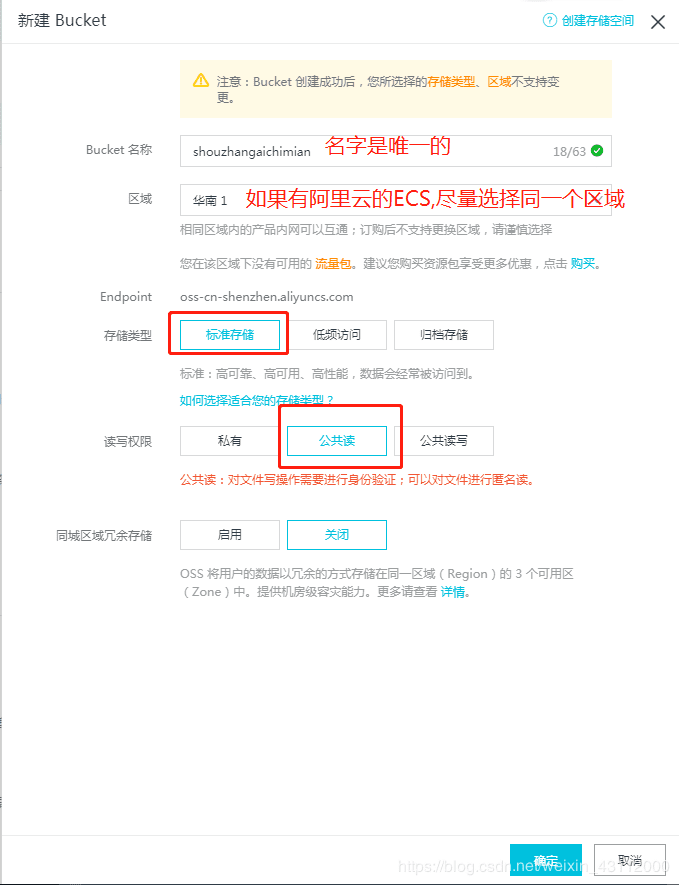 新建 Bucket
? 创建存储空间
注意：Bucket 创建成功后，您所选择的存储类型、区域不支持变
更。
Bucket 名称
shouzhangaichimian
名字是唯一的
18/63
区域
华南 1
如果有阿里云的ECS,尽量选择同一个区域
相同区域内的产品内网可以互通；订购后不支持更换区域，请谨慎选择
您在该区域下没有可用的 流量包。建议您购买资源包享受更多优惠，点击 购买。
Endpoint
oss-cn-shenzhen.aliyuncs.com
存储类型
标准存储
低频访问
归档存储
标准：高可靠、高可用、高性能，数据会经常被访问到。
如何选择适合您的存储类型？
读写权限
私有
公共读
公共读写
公共读：对文件写操作需要进行身份验证；可以对文件进行匿名读。
同城区域冗余存储
启用
关闭
OSS 将用户的数据以冗余的方式存储在同一区域（Region）的 3 个可用区
（Zone）中。提供机房级容灾能力。更多请查看 详情。
确定
取消
https://blog.csdn.net/weixin_43112000